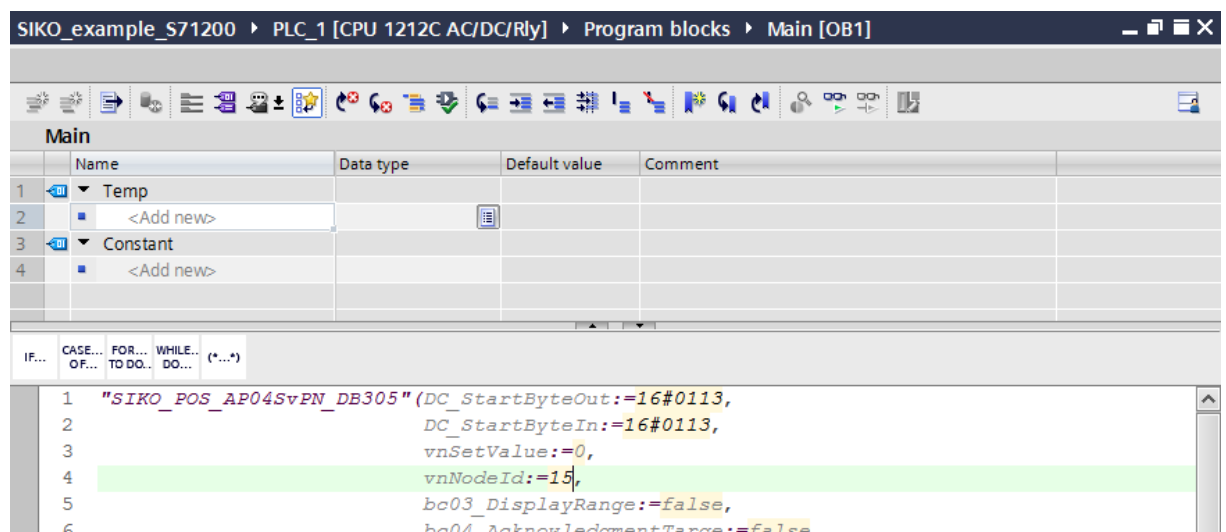 SIKO_example_S71200 ▸ PLC_1 [CPU 1212C AC/DC/Rly] ▸ Program blocks ▸ Main [OB1]
Main
Name Data type Default value Comment
1 Temp
2 <Add new>
3 Constant
4 <Add new>
IF... CASE... OF... FOR... TO DO... WHILE... DO... (*...*)
1 "SIKO_POS_AP04SvPN_DB305"(DC_StartByteOut:=16#0113,
2 DC_StartByteIn:=16#0113,
3 vnSetValue:=0,
4 vnNodeId:=15,
5 bc03_DisplayRange:=false,
6 bc04_AcknowledgmentTarge:=false